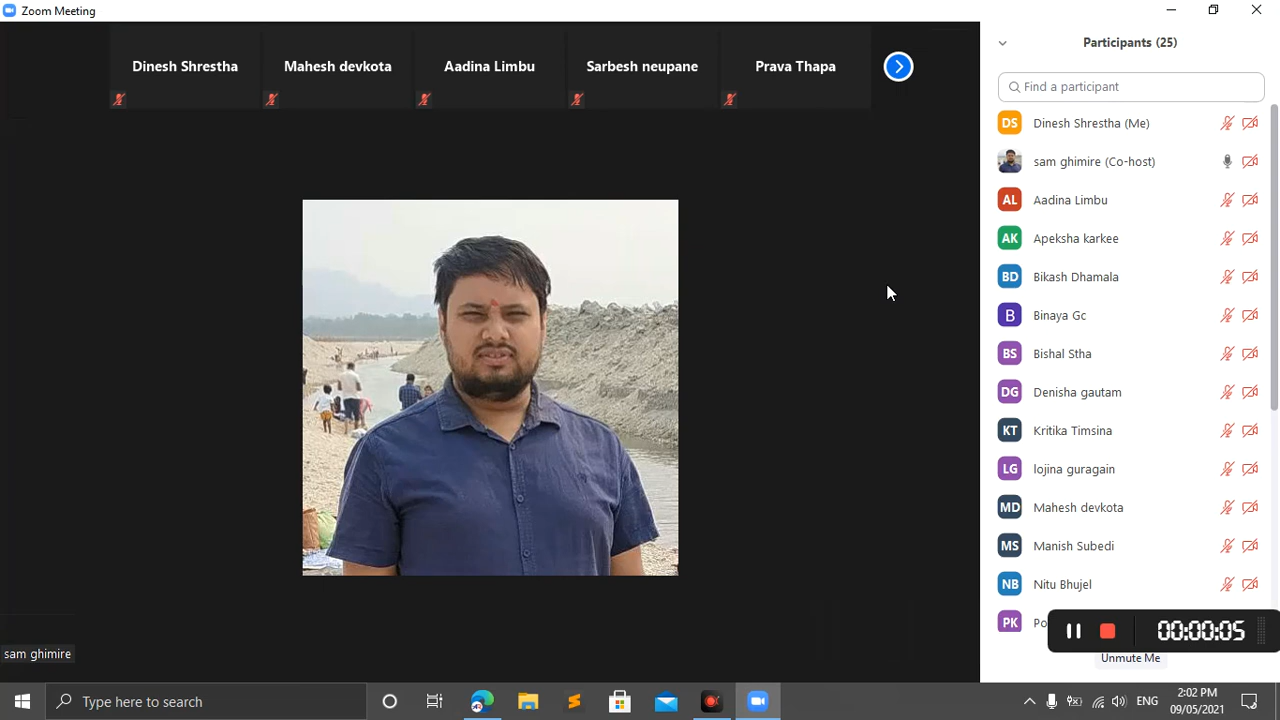 Zoom Meeting
Dinesh Shrestha
Mahesh devkota
Aadina Limbu
Sarbesh neupane
Prava Thapa
sam ghimire
Participants (25)
Find a participant
DS Dinesh Shrestha (Me)
sam ghimire (Co-host)
AL Aadina Limbu
AK Apeksha karkee
BD Bikash Dhamala
B Binaya Gc
BS Bishal Stha
DG Denisha gautam
KT Kritika Timsina
LG lojina guragain
MD Mahesh devkota
MS Manish Subedi
NB Nitu Bhujel
PK Po
00:00:05
Unmute Me
Type here to search
ENG
2:02 PM
09/05/2021